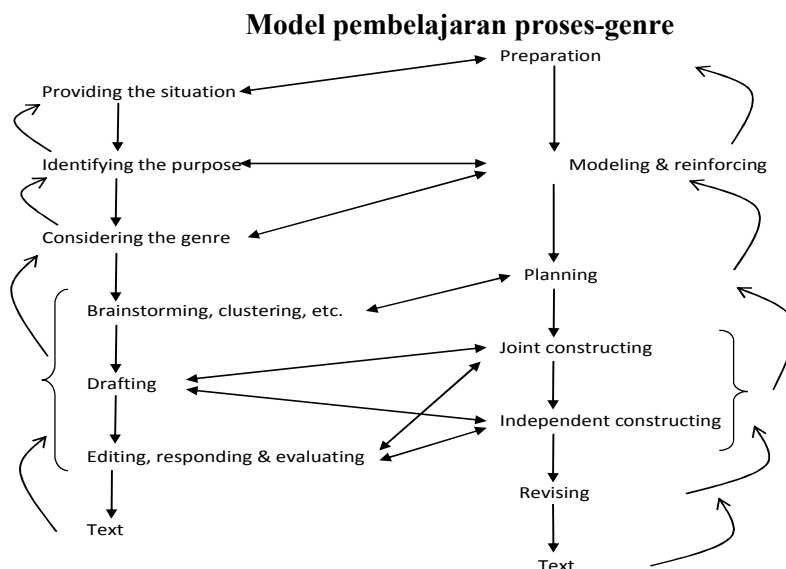 Model pembelajaran proses-genre
Preparation
Providing the situation
Identifying the purpose
Modeling & reinforcing
Considering the genre
Planning
Brainstorming, clustering, etc.
Joint constructing
Drafting
Independent constructing
Editing, responding & evaluating
Revising
Text
Text